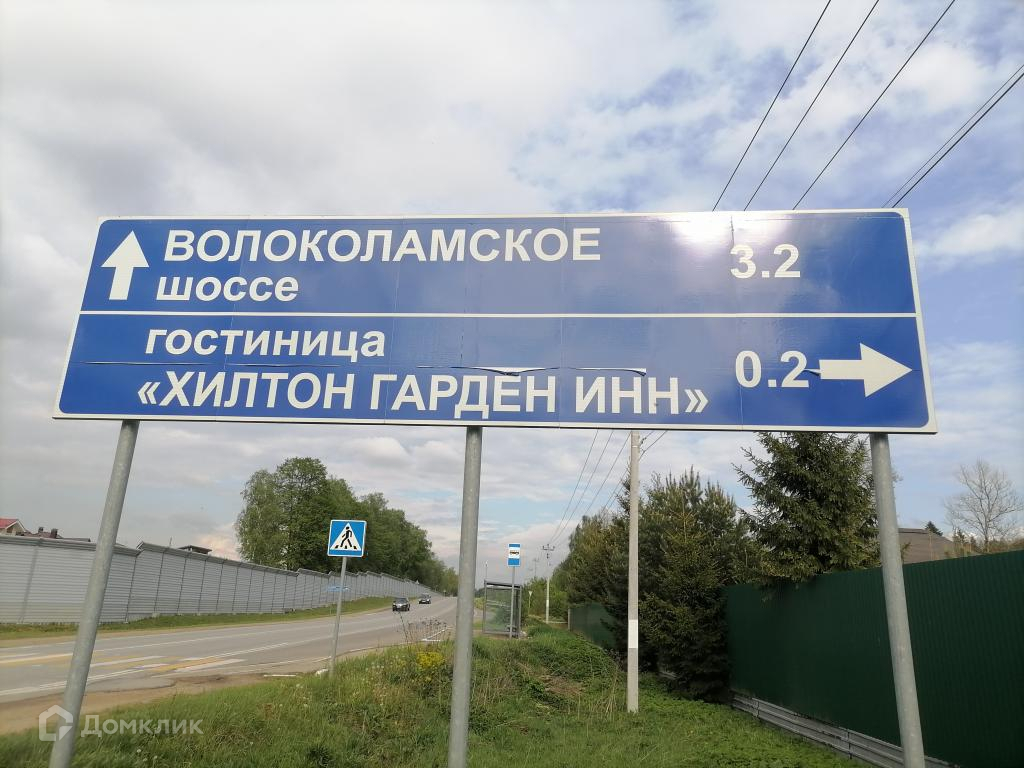 ВОЛОКОЛАМСКОЕ
шоссе
3.2
гостиница
«ХИЛТОН ГАРДЕН ИНН»
0.2
Домклик